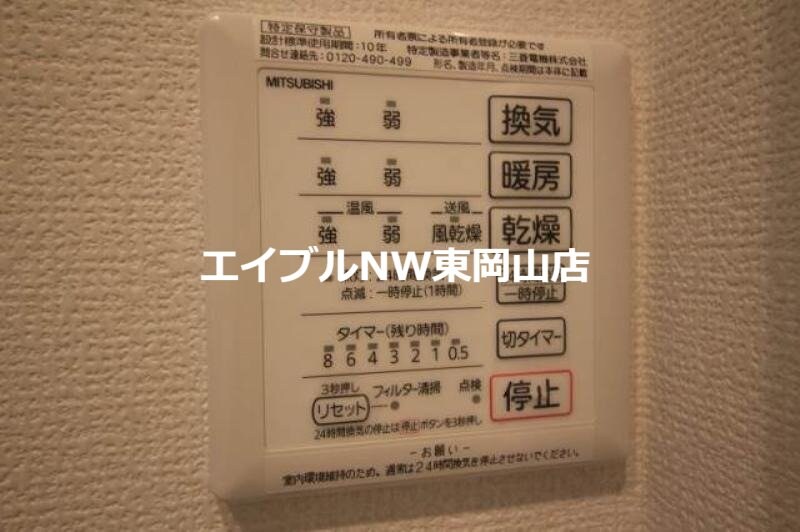 特定保守製品 所有者票による所有者登録が必要です
設計標準使用期間:10年 特定製造事業者等名:三菱電機株式会社
問合せ連絡先:0120-490-499 形名、製造年月、点検期間は本体に記載
MITSUBISHI
強 弱 換気
強 弱 暖房
温風 送風
強 弱 風乾燥 乾燥
エイブルNW東岡山店
点滅:一時停止(1時間) 一時停止
タイマー(残り時間) 切タイマー
8 6 4 3 2 1 0.5
3秒押し フィルター清掃 点検
リセット 停止
24時間換気の停止は停止ボタンを3秒押し
-お願い-
室内環境維持のため、通常は24時間換気を停止させないでください。